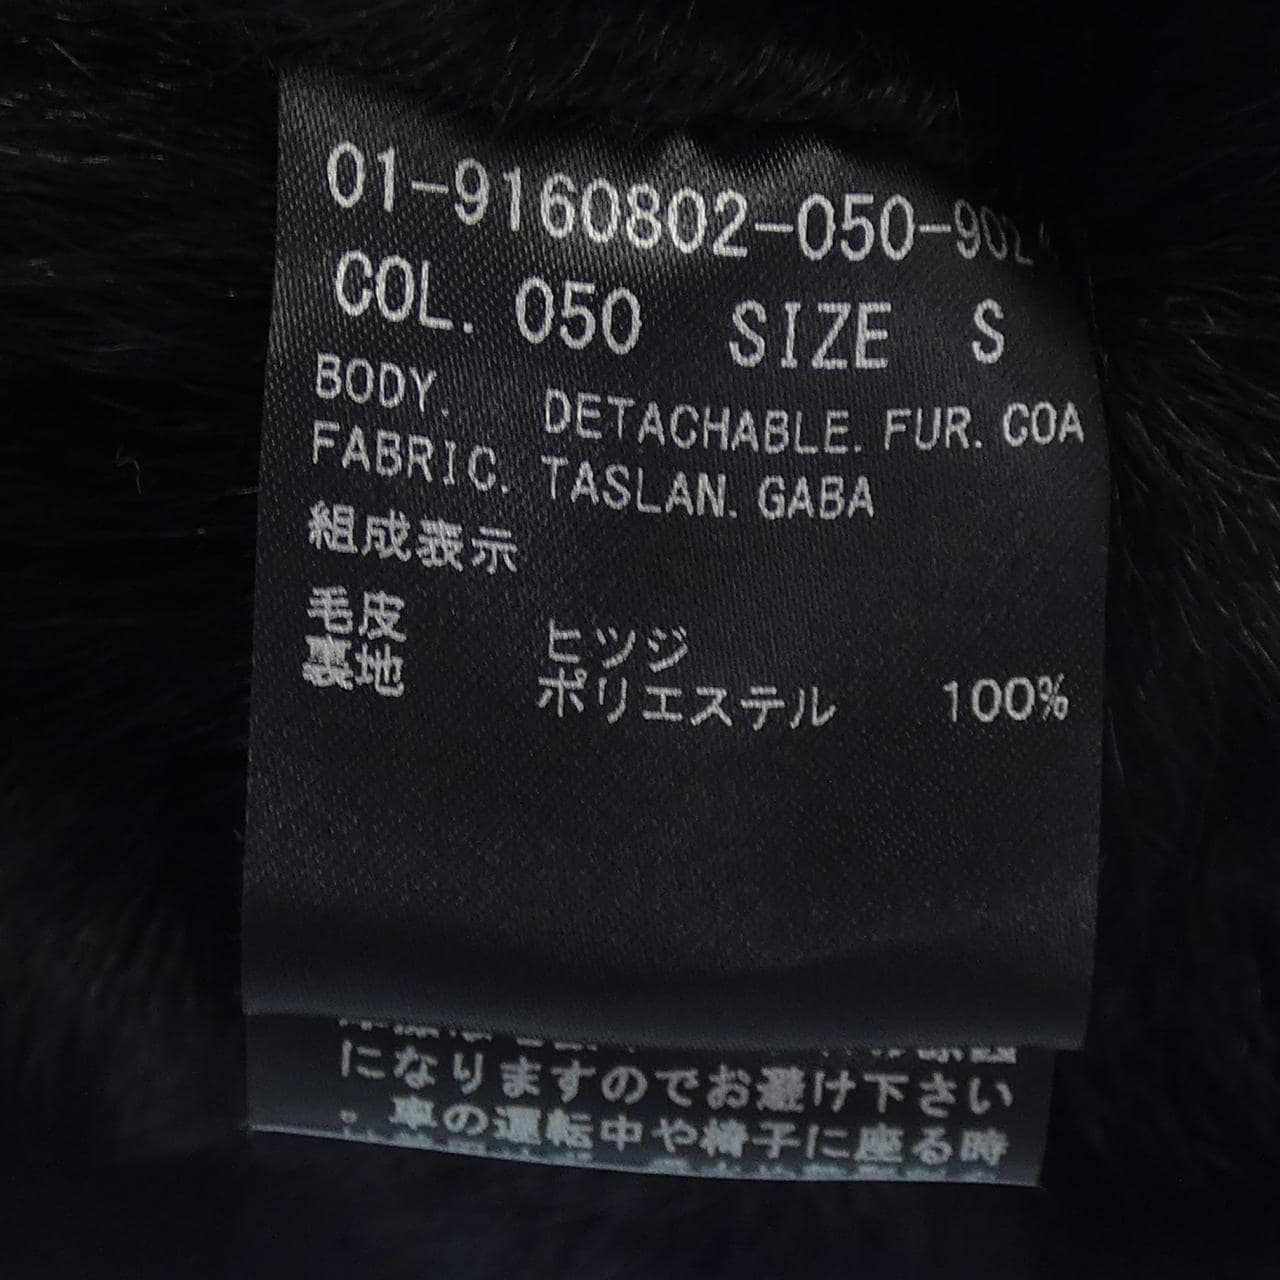 01-9160802-050-902
COL. 050 SIZE S
BODY. DETACHABLE. FUR. COA
FABRIC. TASLAN. GABA
組成表示
毛皮 ヒツジ
裏地 ポリエステル 100%
になりますのでお避け下さい
。車の運転中や椅子に座る時